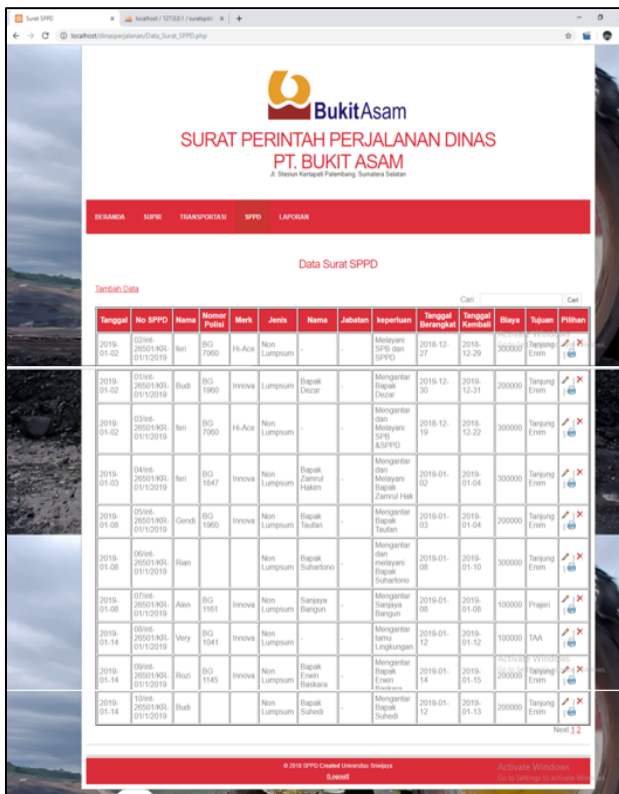 Surat SPPD
localhost / 127.0.0.1 / suratspd
localhost/dinasperjalanan/Data_Surat_SPPD.php
BukitAsam
SURAT PERINTAH PERJALANAN DINAS
PT. BUKIT ASAM
Jl. Stasiun Kertapati Palembang, Sumatera Selatan
BERANDA SUPIR TRANSPORTASI SPPD LAPORAN
Data Surat SPPD
Tambah Data
Cari : Cari
Tanggal No SPPD Nama Nomor Polisi Merk Jenis Nama Jabatan keperluan Tanggal Berangkat Tanggal Kembali Biaya Tujuan Pilihan
2019-01-02 02/int-26501/KR-01/1/2019 feri BG 7060 Hi-Ace Non Lumpsum - - Melayani SPB dan SPPD 2018-12-27 2018-12-29 300000 Tanjung Enim
2019-01-02 01/int-26501/KR-01/1/2019 Budi BG 1960 Innova Lumpsum Bapak Dezar - Mengantar Bapak Dezar 2019-12-30 2019-12-31 200000 Tanjung Enim
2019-01-02 03/int-26501/KR-01/1/2019 feri BG 7060 Hi-Ace Non Lumpsum - - Mengantar dan Melayani SPB &SPPD 2018-12-19 2018-12-22 300000 Tanjung Enim
2019-01-03 04/int-26501/KR-01/1/2019 feri BG 1847 Innova Non Lumpsum Bapak Zamrul Hakim - Mengantar dan Melayani Bapak Zamrul Hak 2019-01-02 2019-01-04 300000 Tanjung Enim
2019-01-08 05/int-26501/KR-01/1/2019 Gendi BG 1960 Innova Non Lumpsum Bapak Taufan - Mengantar Bapak Taufan 2019-01-03 2019-01-04 200000 Tanjung Enim
2019-01-08 06/int-26501/KR-01/1/2019 Rian Non Lumpsum Bapak Suhartono - Mengantar dan melayani Bapak Suhartono 2019-01-08 2019-01-10 300000 Tanjung Enim
2019-01-08 07/int-26501/KR-01/1/2019 Alen BG 1161 Innova Non Lumpsum Sanjaya Bangun - Mengantar Sanjaya Bangun 2019-01-08 2019-01-08 100000 Prajeri
2019-01-14 08/int-26501/KR-01/1/2019 Very BG 1041 Innova Non Lumpsum - - Mengantar tamu Lingkungan 2019-01-12 2019-01-12 100000 TAA
2019-01-14 09/int-26501/KR-01/1/2019 Rozi BG 1145 Innova Non Lumpsum Bapak Erwin Baskara - Mengantar Bapak Erwin Baskara 2019-01-14 2019-01-15 200000 Tanjung Enim
2019-01-14 10/int-26501/KR-01/1/2019 Budi Non Lumpsum Bapak Suhedi - Mengantar Bapak Suhedi 2019-01-12 2019-01-13 200000 Tanjung Enim
Next 1 2
© 2018 SPPD Created Universitas Sriwijaya
[Logout]
Activate Windows
Go to Settings to activate Windows